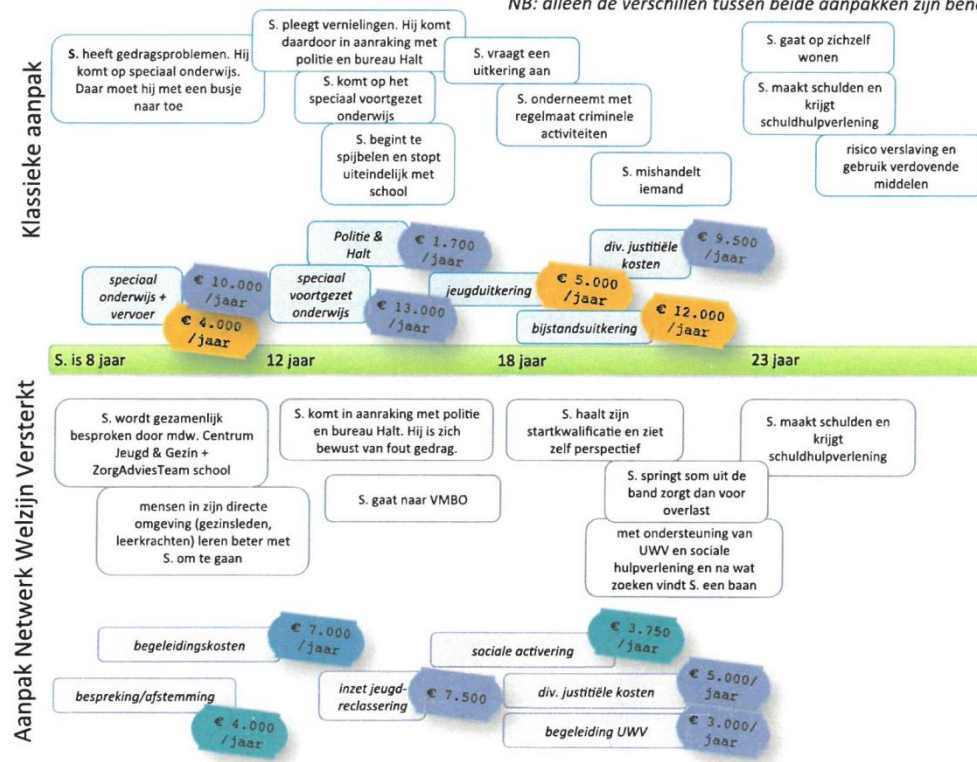 NB: alleen de verschillen tussen beide aanpakken zijn
Klassieke aanpak
S. heeft gedragsproblemen. Hij
komt op speciaal onderwijs.
Daar moet hij met een busje
naar toe
S. pleegt vernielingen. Hij komt
daardoor in aanraking met
politie en bureau Halt
S. komt op het
speciaal voortgezet
onderwijs
S. begint te
spijbelen en stopt
uiteindelijk met
school
S. vraagt een
uitkering aan
S. onderneemt met
regelmaat criminele
activiteiten
S. mishandelt
iemand
S. gaat op zichzelf
wonen
S. maakt schulden en
krijgt
schuldhulpverlening
risico verslaving en
gebruik verdovende
middelen
speciaal
onderwijs +
vervoer
€ 10.000
/jaar
€ 4.000
/jaar
Politie &
Halt
€ 1.700
/jaar
speciaal
voortgezet
onderwijs
€ 13.000
/jaar
jeugduitkering
€ 5.000
/jaar
div. justitiële
kosten
€ 9.500
/jaar
bijstandsuitkering
€ 12.000
/jaar
S. is 8 jaar
12 jaar
18 jaar
23 jaar
Aanpak Netwerk Welzijn Versterkt
S. wordt gezamenlijk
besproken door mdw. Centrum
Jeugd & Gezin +
ZorgAdviesTeam school
mensen in zijn directe
omgeving (gezinsleden,
leerkrachten) leren beter met
S. om te gaan
S. komt in aanraking met politie
en bureau Halt. Hij is zich
bewust van fout gedrag.
S. gaat naar VMBO
S. haalt zijn
startkwalificatie en ziet
zelf perspectief
S. springt som uit de
band zorgt dan voor
overlast
met ondersteuning van
UWV en sociale
hulpverlening en na wat
zoeken vindt S. een baan
S. maakt schulden en
krijgt
schuldhulpverlening
begeleidingskosten
€ 7.000
/jaar
bespreking/afstemming
€ 4.000
/jaar
inzet jeugd-
reclassering
€ 7.500
sociale activering
€ 3.750
/jaar
div. justitiële kosten
€ 5.000/
jaar
begeleiding UWV
€ 3.000/
jaar